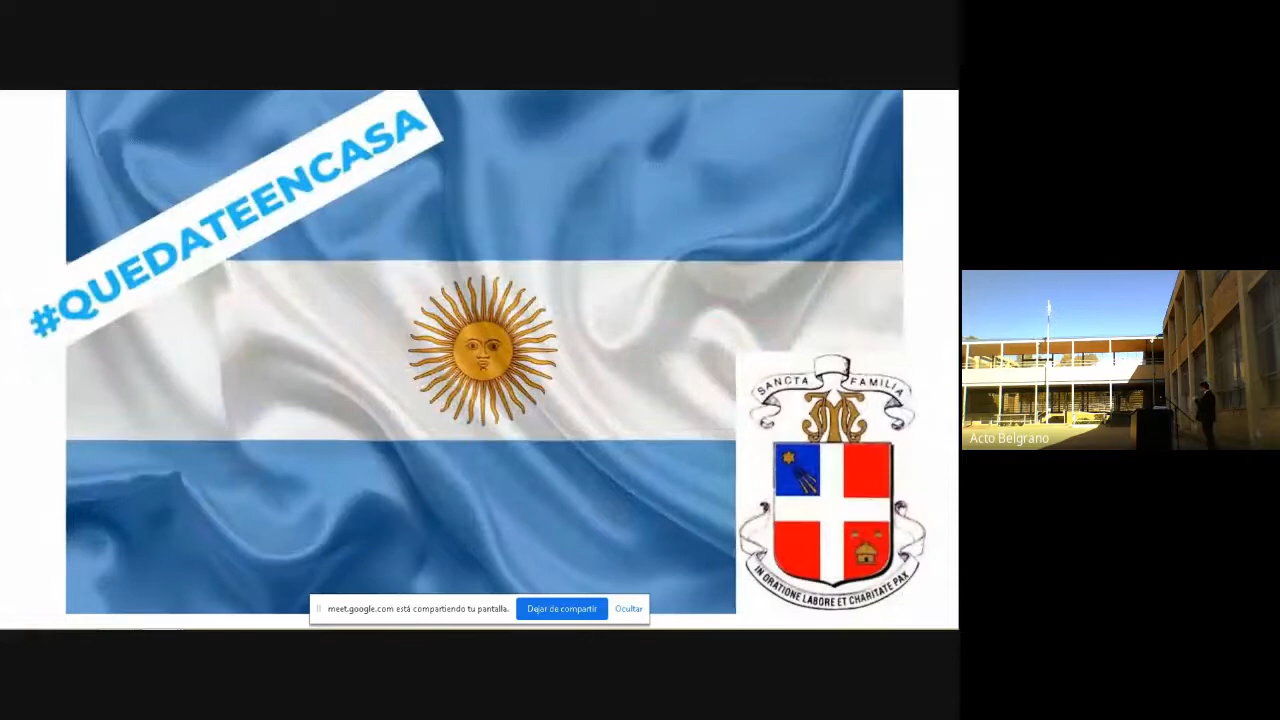 #QUEDATEENCASA
SANCTA FAMILIA
IN ORATIONE LABORE ET CHARITATE PAX
meet.google.com está compartiendo tu pantalla.
Dejar de compartir
Ocultar
Acto Belgrano